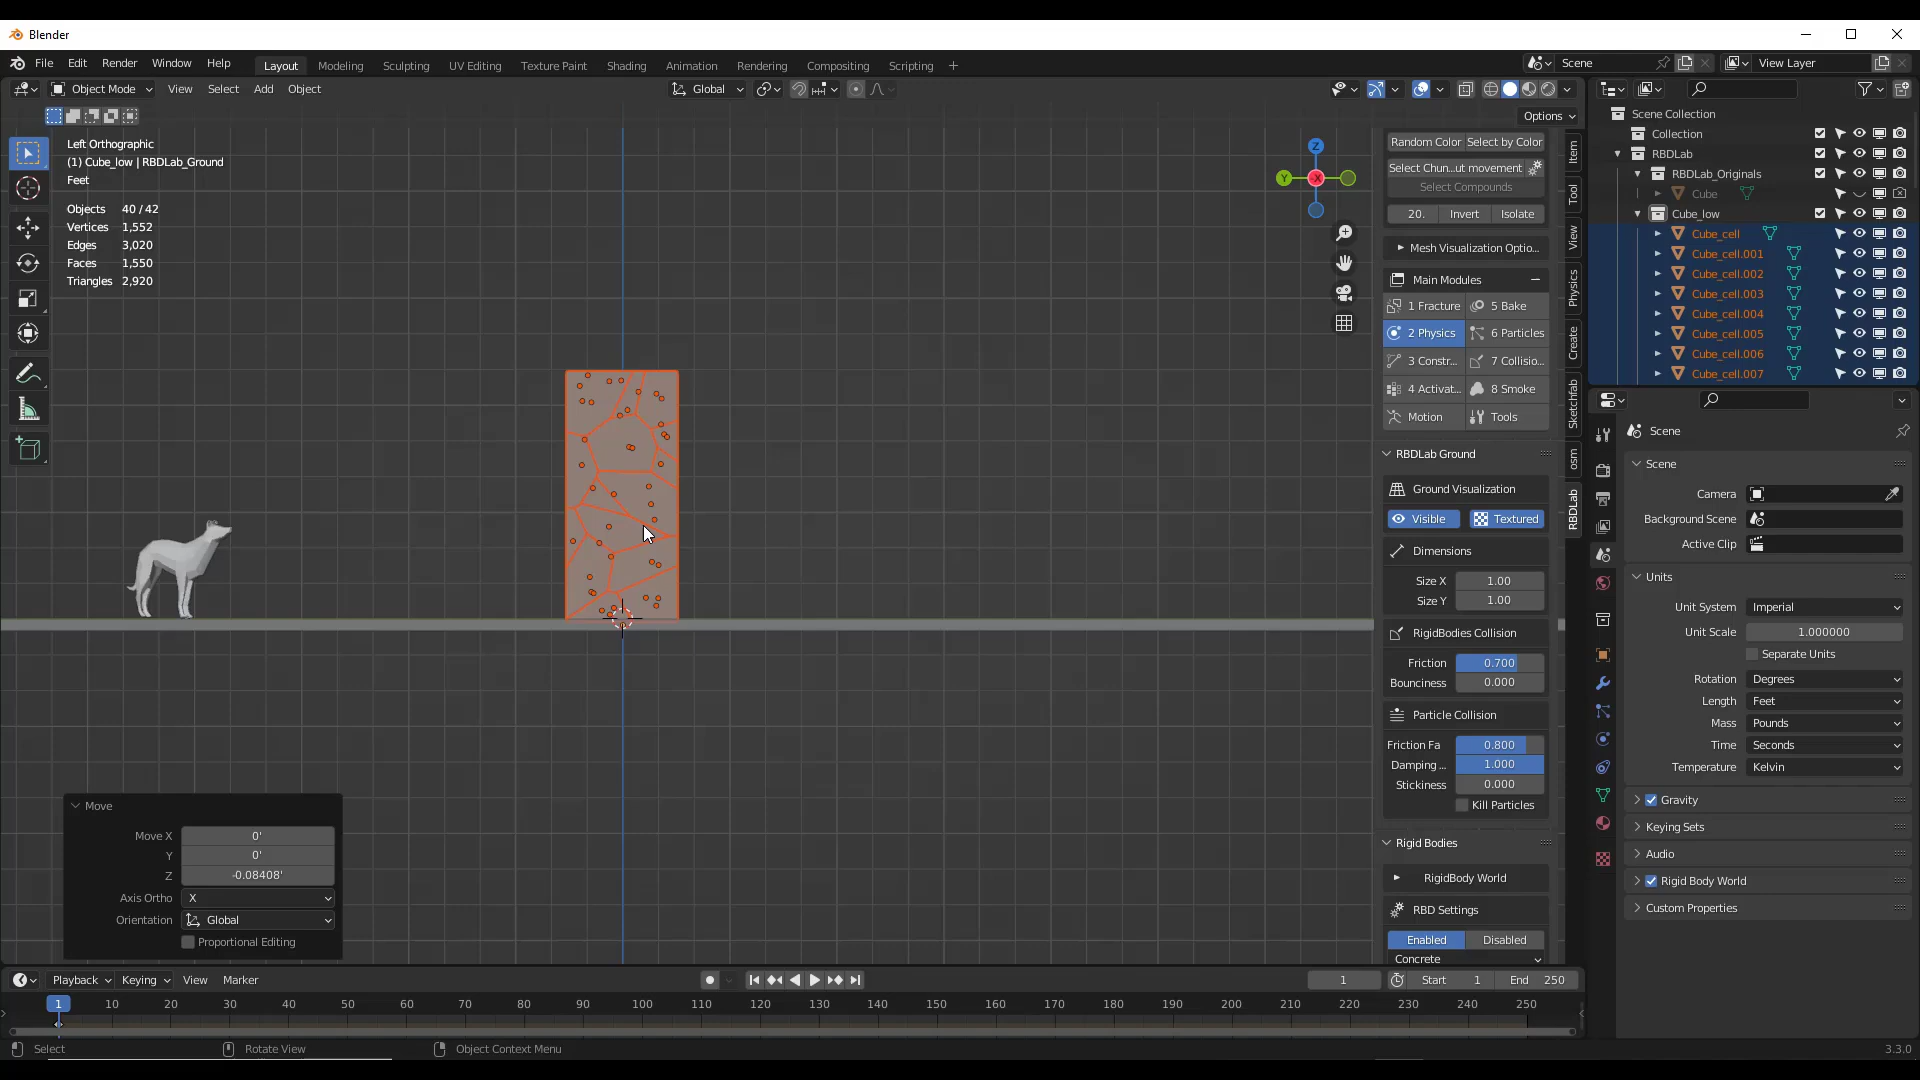 Blender
File Edit Render Window Help
Layout Modeling Sculpting UV Editing Texture Paint Shading Animation Rendering Compositing Scripting +
Scene
View Layer
Object Mode View Select Add Object
Global
Options
Left Orthographic
(1) Cube_low | RBDLab_Ground
Feet
Objects 40 / 42
Vertices 1,552
Edges 3,020
Faces 1,550
Triangles 2,920
Z
Y
-X
Random Color Select by Color
Select Chun...ut movement
Select Compounds
20. Invert Isolate
Mesh Visualization Optio...
Main Modules
1 Fracture 5 Bake
2 Physics 6 Particles
3 Constr... 7 Collisio...
4 Activat... 8 Smoke
Motion Tools
RBDLab Ground
Ground Visualization
Visible Textured
Dimensions
Size X 1.00
Size Y 1.00
RigidBodies Collision
Friction 0.700
Bounciness 0.000
Particle Collision
Friction Fa 0.800
Damping ... 1.000
Stickiness 0.000
Kill Particles
Rigid Bodies
RigidBody World
RBD Settings
Enabled Disabled
Concrete
Item
Tool
View
Physics
Create
Sketchfab
osm
RBDLab
Scene Collection
Collection
RBDLab
RBDLab_Originals
Cube
Cube_low
Cube_cell
Cube_cell.001
Cube_cell.002
Cube_cell.003
Cube_cell.004
Cube_cell.005
Cube_cell.006
Cube_cell.007
Scene
Scene
Camera
Background Scene
Active Clip
Units
Unit System Imperial
Unit Scale 1.000000
Separate Units
Rotation Degrees
Length Feet
Mass Pounds
Time Seconds
Temperature Kelvin
Gravity
Keying Sets
Audio
Rigid Body World
Custom Properties
Move
Move X 0'
Y 0'
Z -0.08408'
Axis Ortho X
Orientation Global
Proportional Editing
Playback Keying View Marker
1 Start 1 End 250
1 10 20 30 40 50 60 70 80 90 100 110 120 130 140 150 160 170 180 190 200 210 220 230 240 250
Select Rotate View Object Context Menu
3.3.0